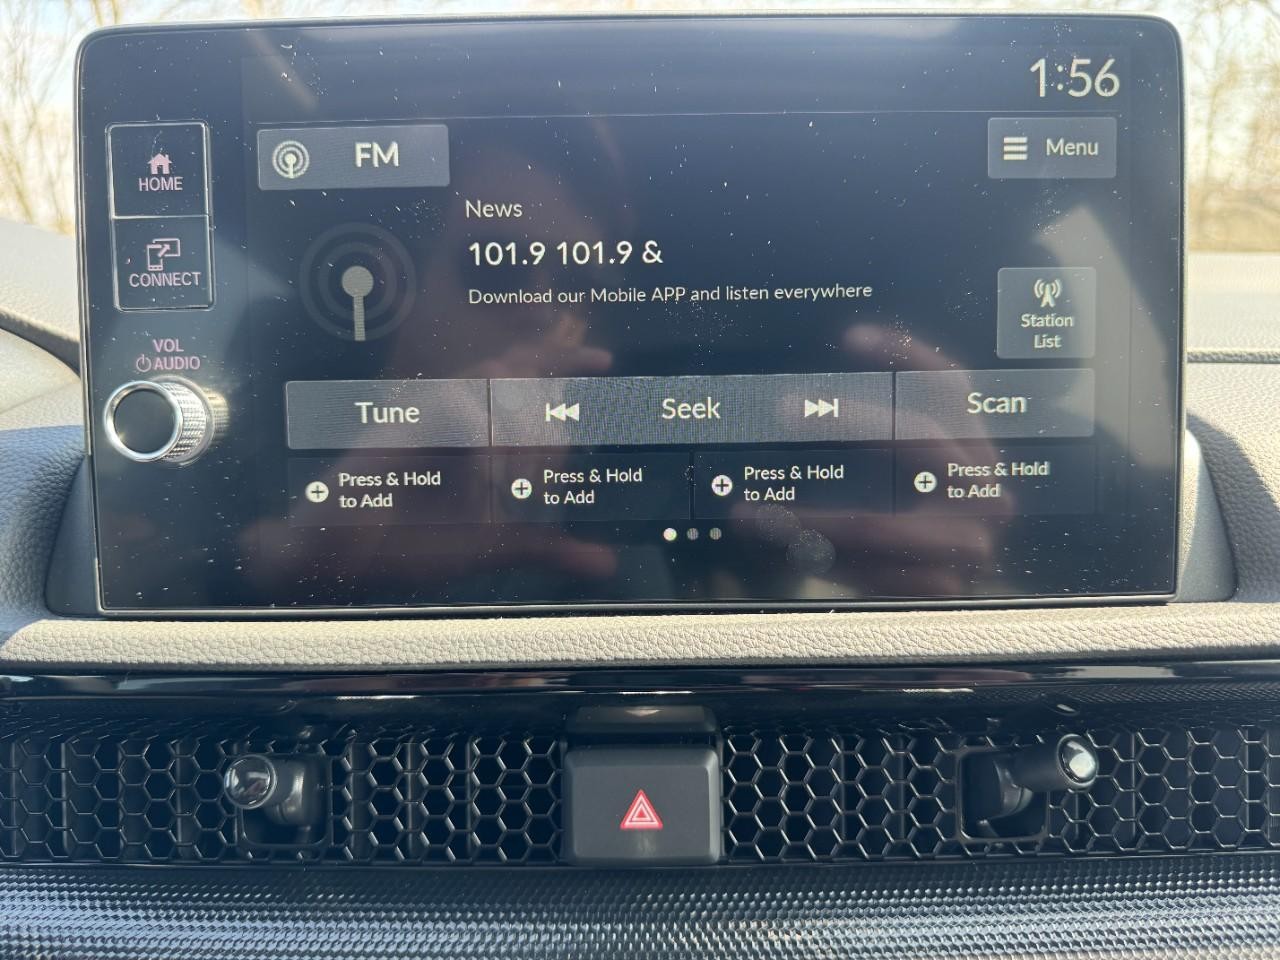 1:56
HOME
CONNECT
VOL
AUDIO
FM
Menu
News
101.9 101.9 &
Download our Mobile APP and listen everywhere
Station
List
Tune
Seek
Scan
Press & Hold
to Add
Press & Hold
to Add
Press & Hold
to Add
Press & Hold
to Add